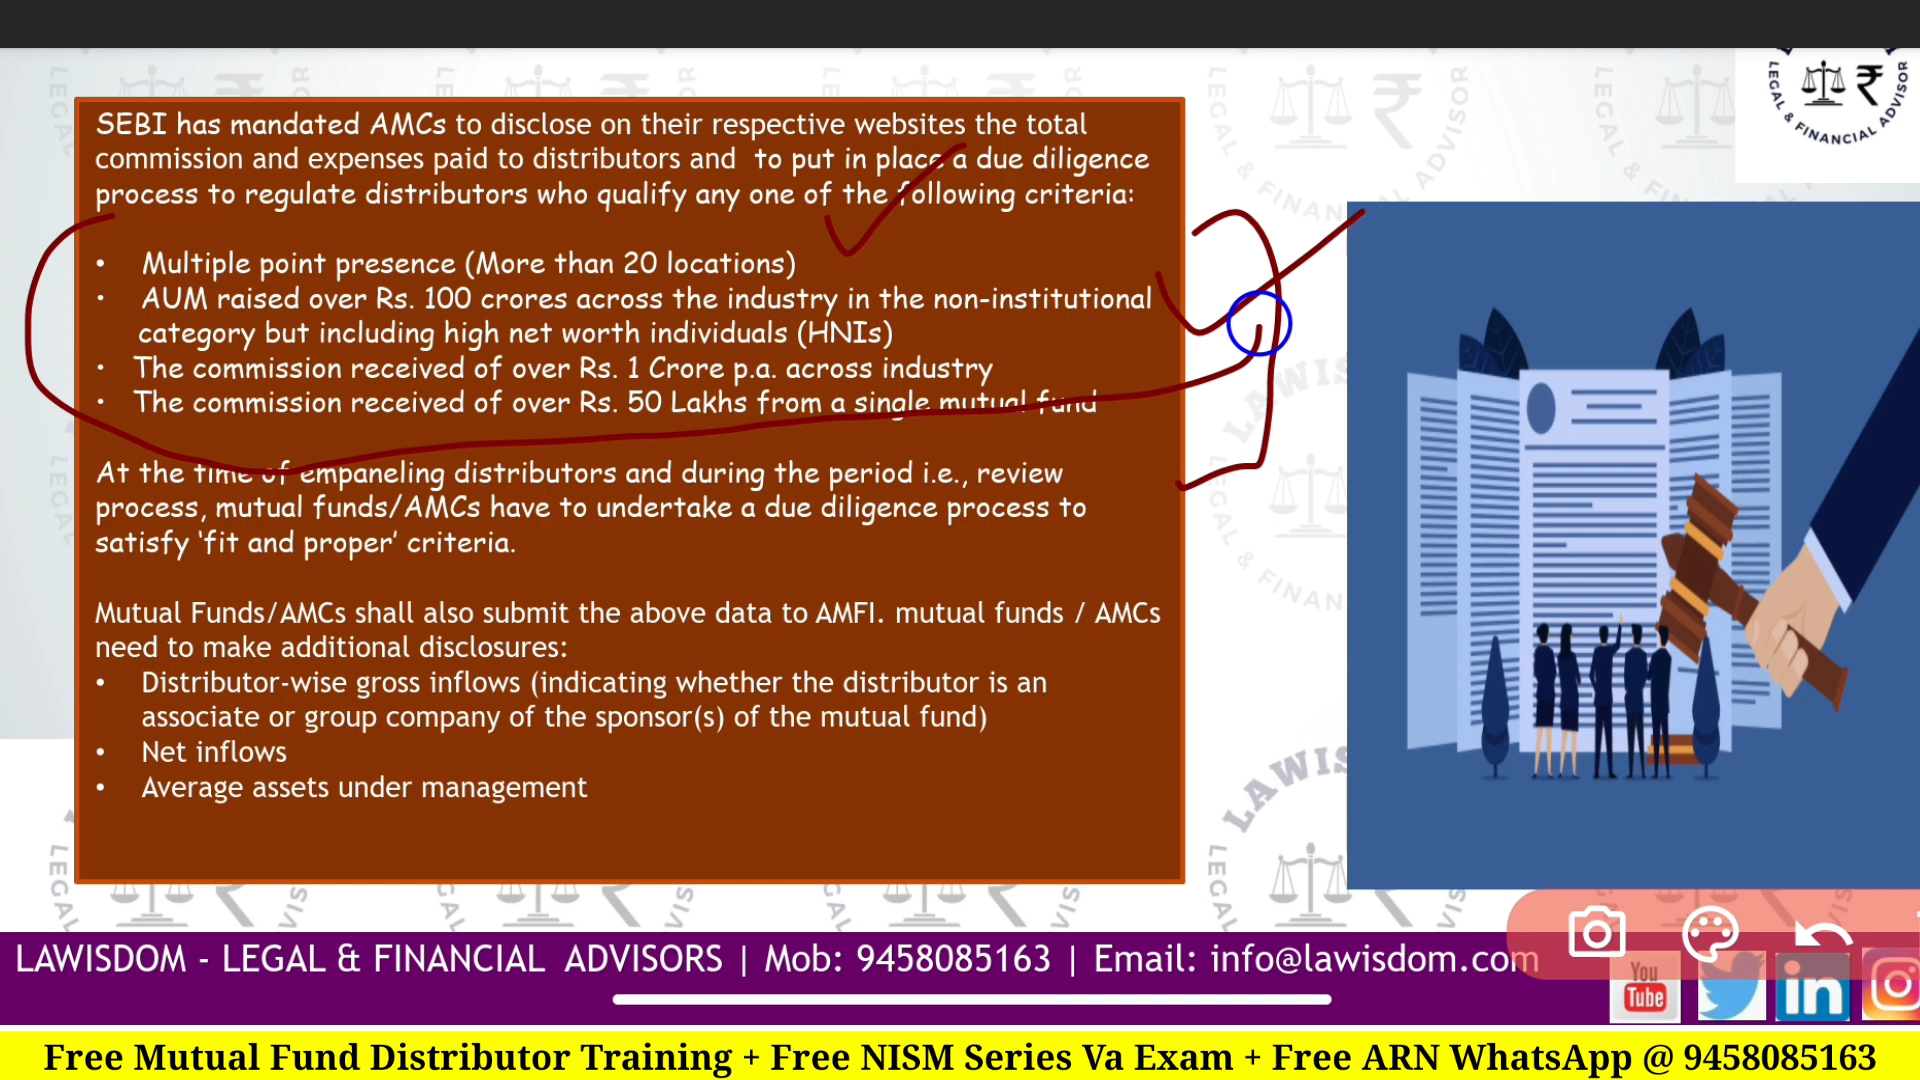 LEGAL & FINANCIAL ADVISOR
SEBI has mandated AMCs to disclose on their respective websites the total
commission and expenses paid to distributors and to put in place a due diligence
process to regulate distributors who qualify any one of the following criteria:
• Multiple point presence (More than 20 locations)
• AUM raised over Rs. 100 crores across the industry in the non-institutional
category but including high net worth individuals (HNIs)
• The commission received of over Rs. 1 Crore p.a. across industry
• The commission received of over Rs. 50 Lakhs from a single mutual fund
At the time of empaneling distributors and during the period i.e., review
process, mutual funds/AMCs have to undertake a due diligence process to
satisfy ‘fit and proper’ criteria.
Mutual Funds/AMCs shall also submit the above data to AMFI. mutual funds / AMCs
need to make additional disclosures:
• Distributor-wise gross inflows (indicating whether the distributor is an
associate or group company of the sponsor(s) of the mutual fund)
• Net inflows
• Average assets under management
LAWISDOM - LEGAL & FINANCIAL ADVISORS | Mob: 9458085163 | Email: info@lawisdom.com
You
Tube
in
Free Mutual Fund Distributor Training + Free NISM Series Va Exam + Free ARN WhatsApp @ 9458085163